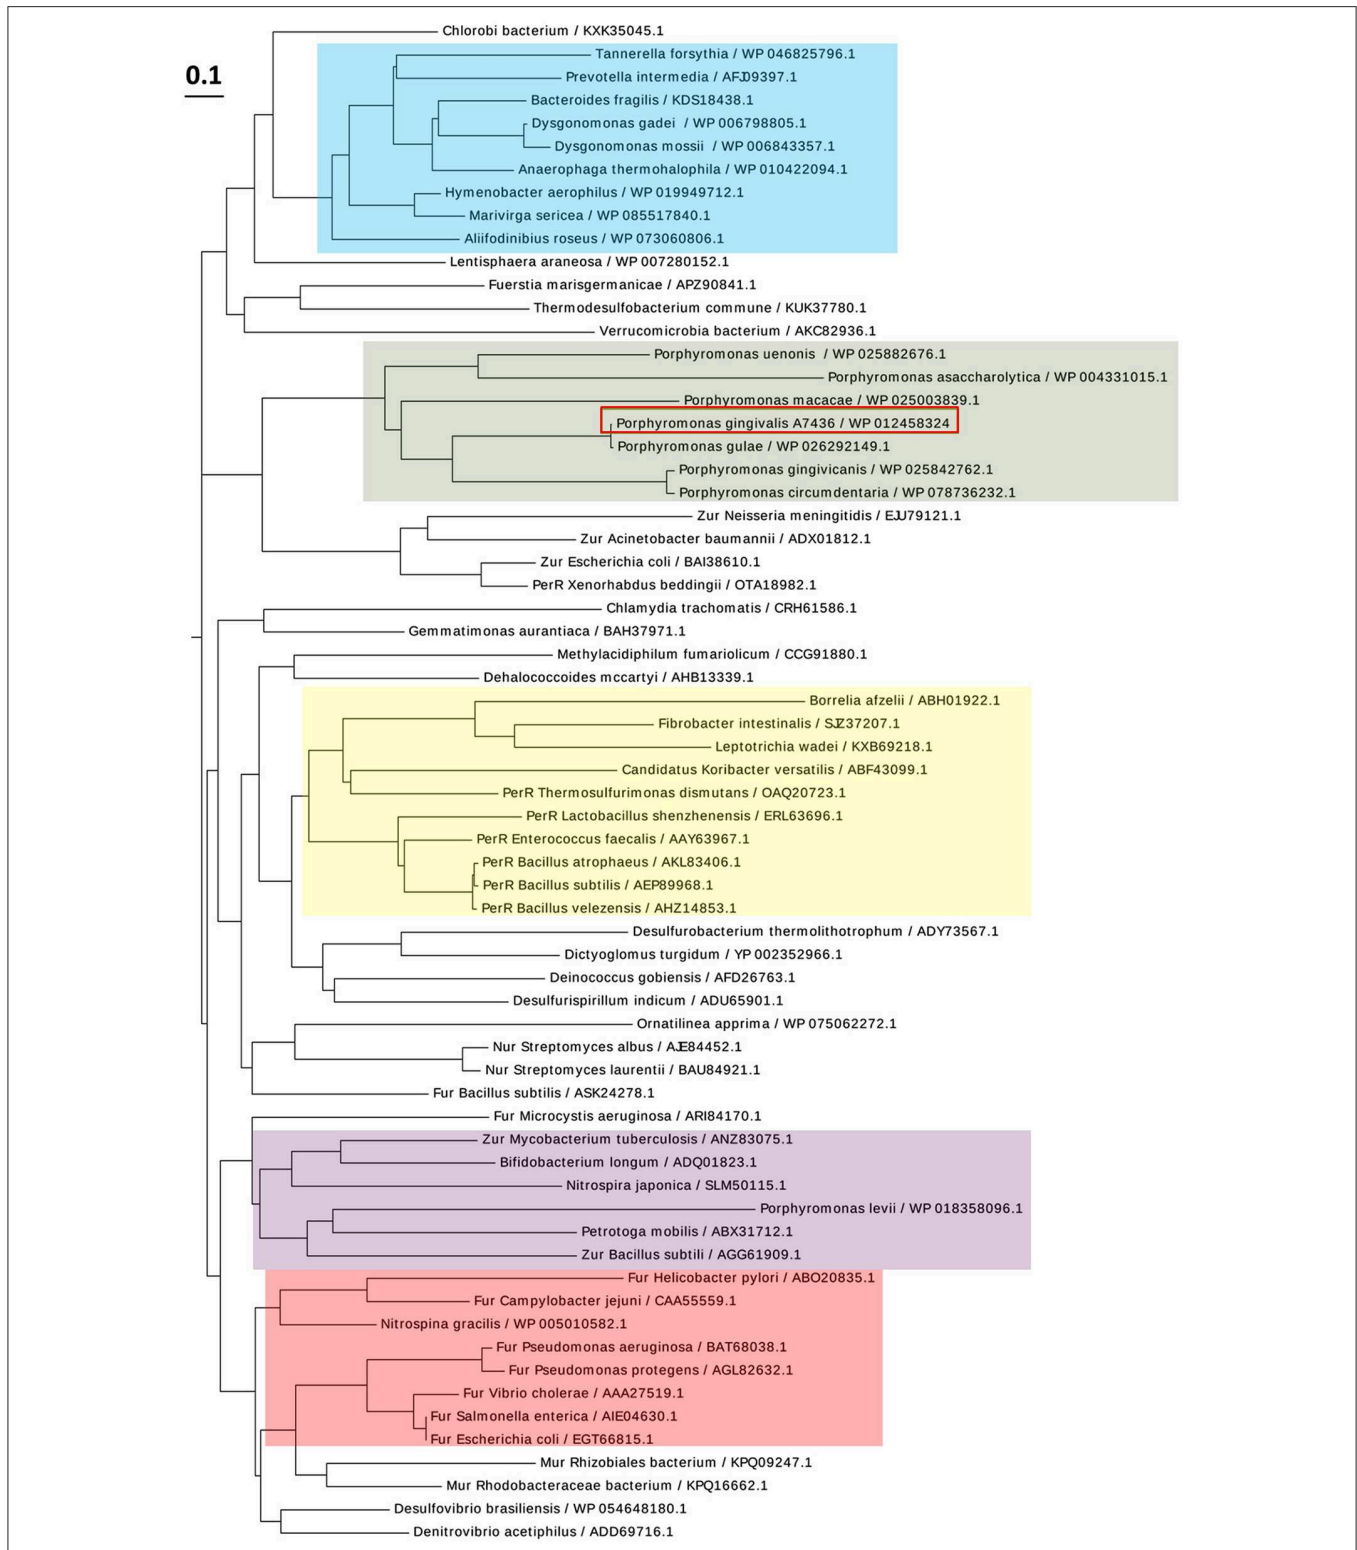 Chlorobi bacterium / KXK35045.1
Tannerella forsythia / WP 046825796.1
0.1
Prevotella intermedia / AFJ09397.1
Bacteroides fragilis / KDS18438.1
Dysgonomonas gadei / WP 006798805.1
Dysgonomonas mossii / WP 006843357.1
Anaerophaga thermohalophila / WP 010422094.1
Hymenobacter aerophilus / WP 019949712.1
Marivirga sericea / WP 085517840.1
Aliifodinibius roseus / WP 073060806.1
Lentisphaera araneosa / WP 007280152.1
Fuerstia marisgermanicae / APZ90841.1
Thermodesulfobacterium commune / KUK37780.1
Verrucomicrobia bacterium / AKC82936.1
Porphyromonas uenonis / WP 025882676.1
Porphyromonas asaccharolytica / WP 004331015.1
Porphyromonas macacae / WP 025003839.1
Porphyromonas gingivalis A7436 / WP 012458324
Porphyromonas gulae / WP 026292149.1
Porphyromonas gingivicanis / WP 025842762.1
Porphyromonas circumdentaria / WP 078736232.1
Zur Neisseria meningitidis / EJU79121.1
Zur Acinetobacter baumannii / ADX01812.1
Zur Escherichia coli / BAI38610.1
PerR Xenorhabdus beddingii / OTA18982.1
Chlamydia trachomatis / CRH61586.1
Gemmatimonas aurantiaca / BAH37971.1
Methylacidiphilum fumariolicum / CCG91880.1
Dehalococcoides mccartyi / AHB13339.1
Borrelia afzelii / ABH01922.1
Fibrobacter intestinalis / SJZ37207.1
Leptotrichia wadei / KXB69218.1
Candidatus Koribacter versatilis / ABF43099.1
PerR Thermosulfurimonas dismutans / OAQ20723.1
PerR Lactobacillus shenzhenensis / ERL63696.1
PerR Enterococcus faecalis / AAY63967.1
PerR Bacillus atrophaeus / AKL83406.1
PerR Bacillus subtilis / AEP89968.1
PerR Bacillus velezensis / AHZ14853.1
Desulfurobacterium thermolithotrophum / ADY73567.1
Dictyoglomus turgidum / YP 002352966.1
Deinococcus gobiensis / AFD26763.1
Desulfurispirillum indicum / ADU65901.1
Ornatilinea apprima / WP 075062272.1
Nur Streptomyces albus / AJE84452.1
Nur Streptomyces laurentii / BAU84921.1
Fur Bacillus subtilis / ASK24278.1
Fur Microcystis aeruginosa / ARI84170.1
Zur Mycobacterium tuberculosis / ANZ83075.1
Bifidobacterium longum / ADQ01823.1
Nitrospira japonica / SLM50115.1
Porphyromonas levii / WP 018358096.1
Petrotoga mobilis / ABX31712.1
Zur Bacillus subtili / AGG61909.1
Fur Helicobacter pylori / ABO20835.1
Fur Campylobacter jejuni / CAA55559.1
Nitrospina gracilis / WP 005010582.1
Fur Pseudomonas aeruginosa / BAT68038.1
Fur Pseudomonas protegens / AGL82632.1
Fur Vibrio cholerae / AAA27519.1
Fur Salmonella enterica / AIE04630.1
Fur Escherichia coli / EGT66815.1
Mur Rhizobiales bacterium / KPQ09247.1
Mur Rhodobacteraceae bacterium / KPQ16662.1
Desulfovibrio brasiliensis / WP 054648180.1
Denitrovibrio acetiphilus / ADD69716.1